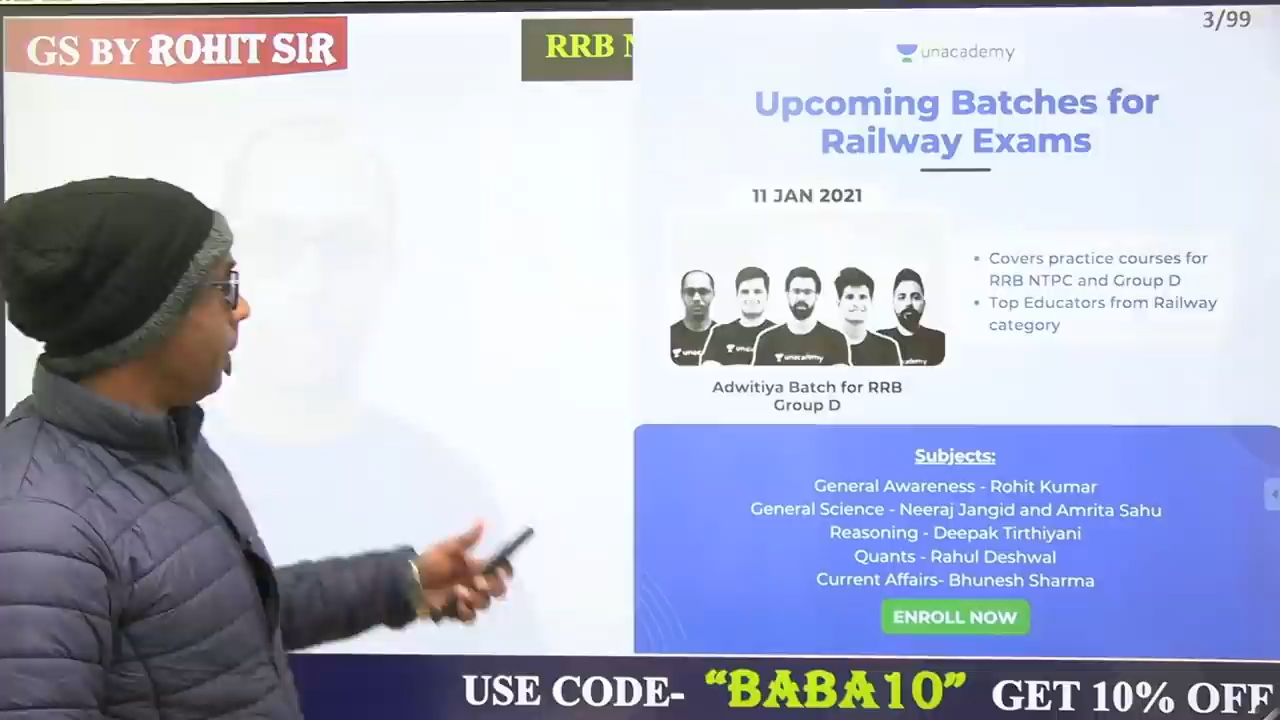 3/99
GS BY ROHIT SIR
RRB
unacademy
Upcoming Batches for
Railway Exams
11 JAN 2021
unacademy
Adwitiya Batch for RRB
Group D
• Covers practice courses for
RRB NTPC and Group D
• Top Educators from Railway
category
Subjects:
General Awareness - Rohit Kumar
General Science - Neeraj Jangid and Amrita Sahu
Reasoning - Deepak Tirthiyani
Quants - Rahul Deshwal
Current Affairs- Bhunesh Sharma
ENROLL NOW
USE CODE- “BABA10” GET 10% OFF